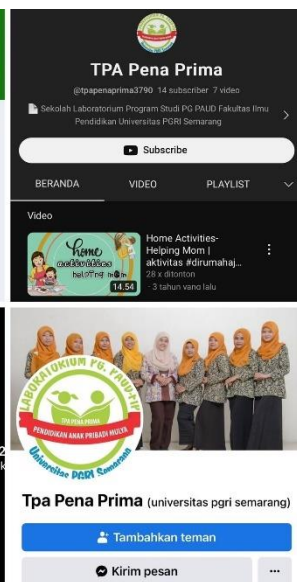 TPA Pena Prima
@tpapenaprima3790 14 subscriber 7 video
Sekolah Laboratorium Program Studi PG PAUD Fakultas Ilmu
Pendidikan Universitas PGRI Semarang
Subscribe
BERANDA VIDEO PLAYLIST
Video
home
activities
helping mom
14.54
Home Activities-
Helping Mom |
aktivitas #dirumahaj...
28 x ditonton
· 3 tahun yang lalu
LABORATORIUM PG. PAUD-FIP
TPA PENA PRIMA
PENDIDIKAN ANAK PRIBADI MULYA
Universitas PGRI Semarang
Tpa Pena Prima (universitas pgri semarang)
Tambahkan teman
Kirim pesan